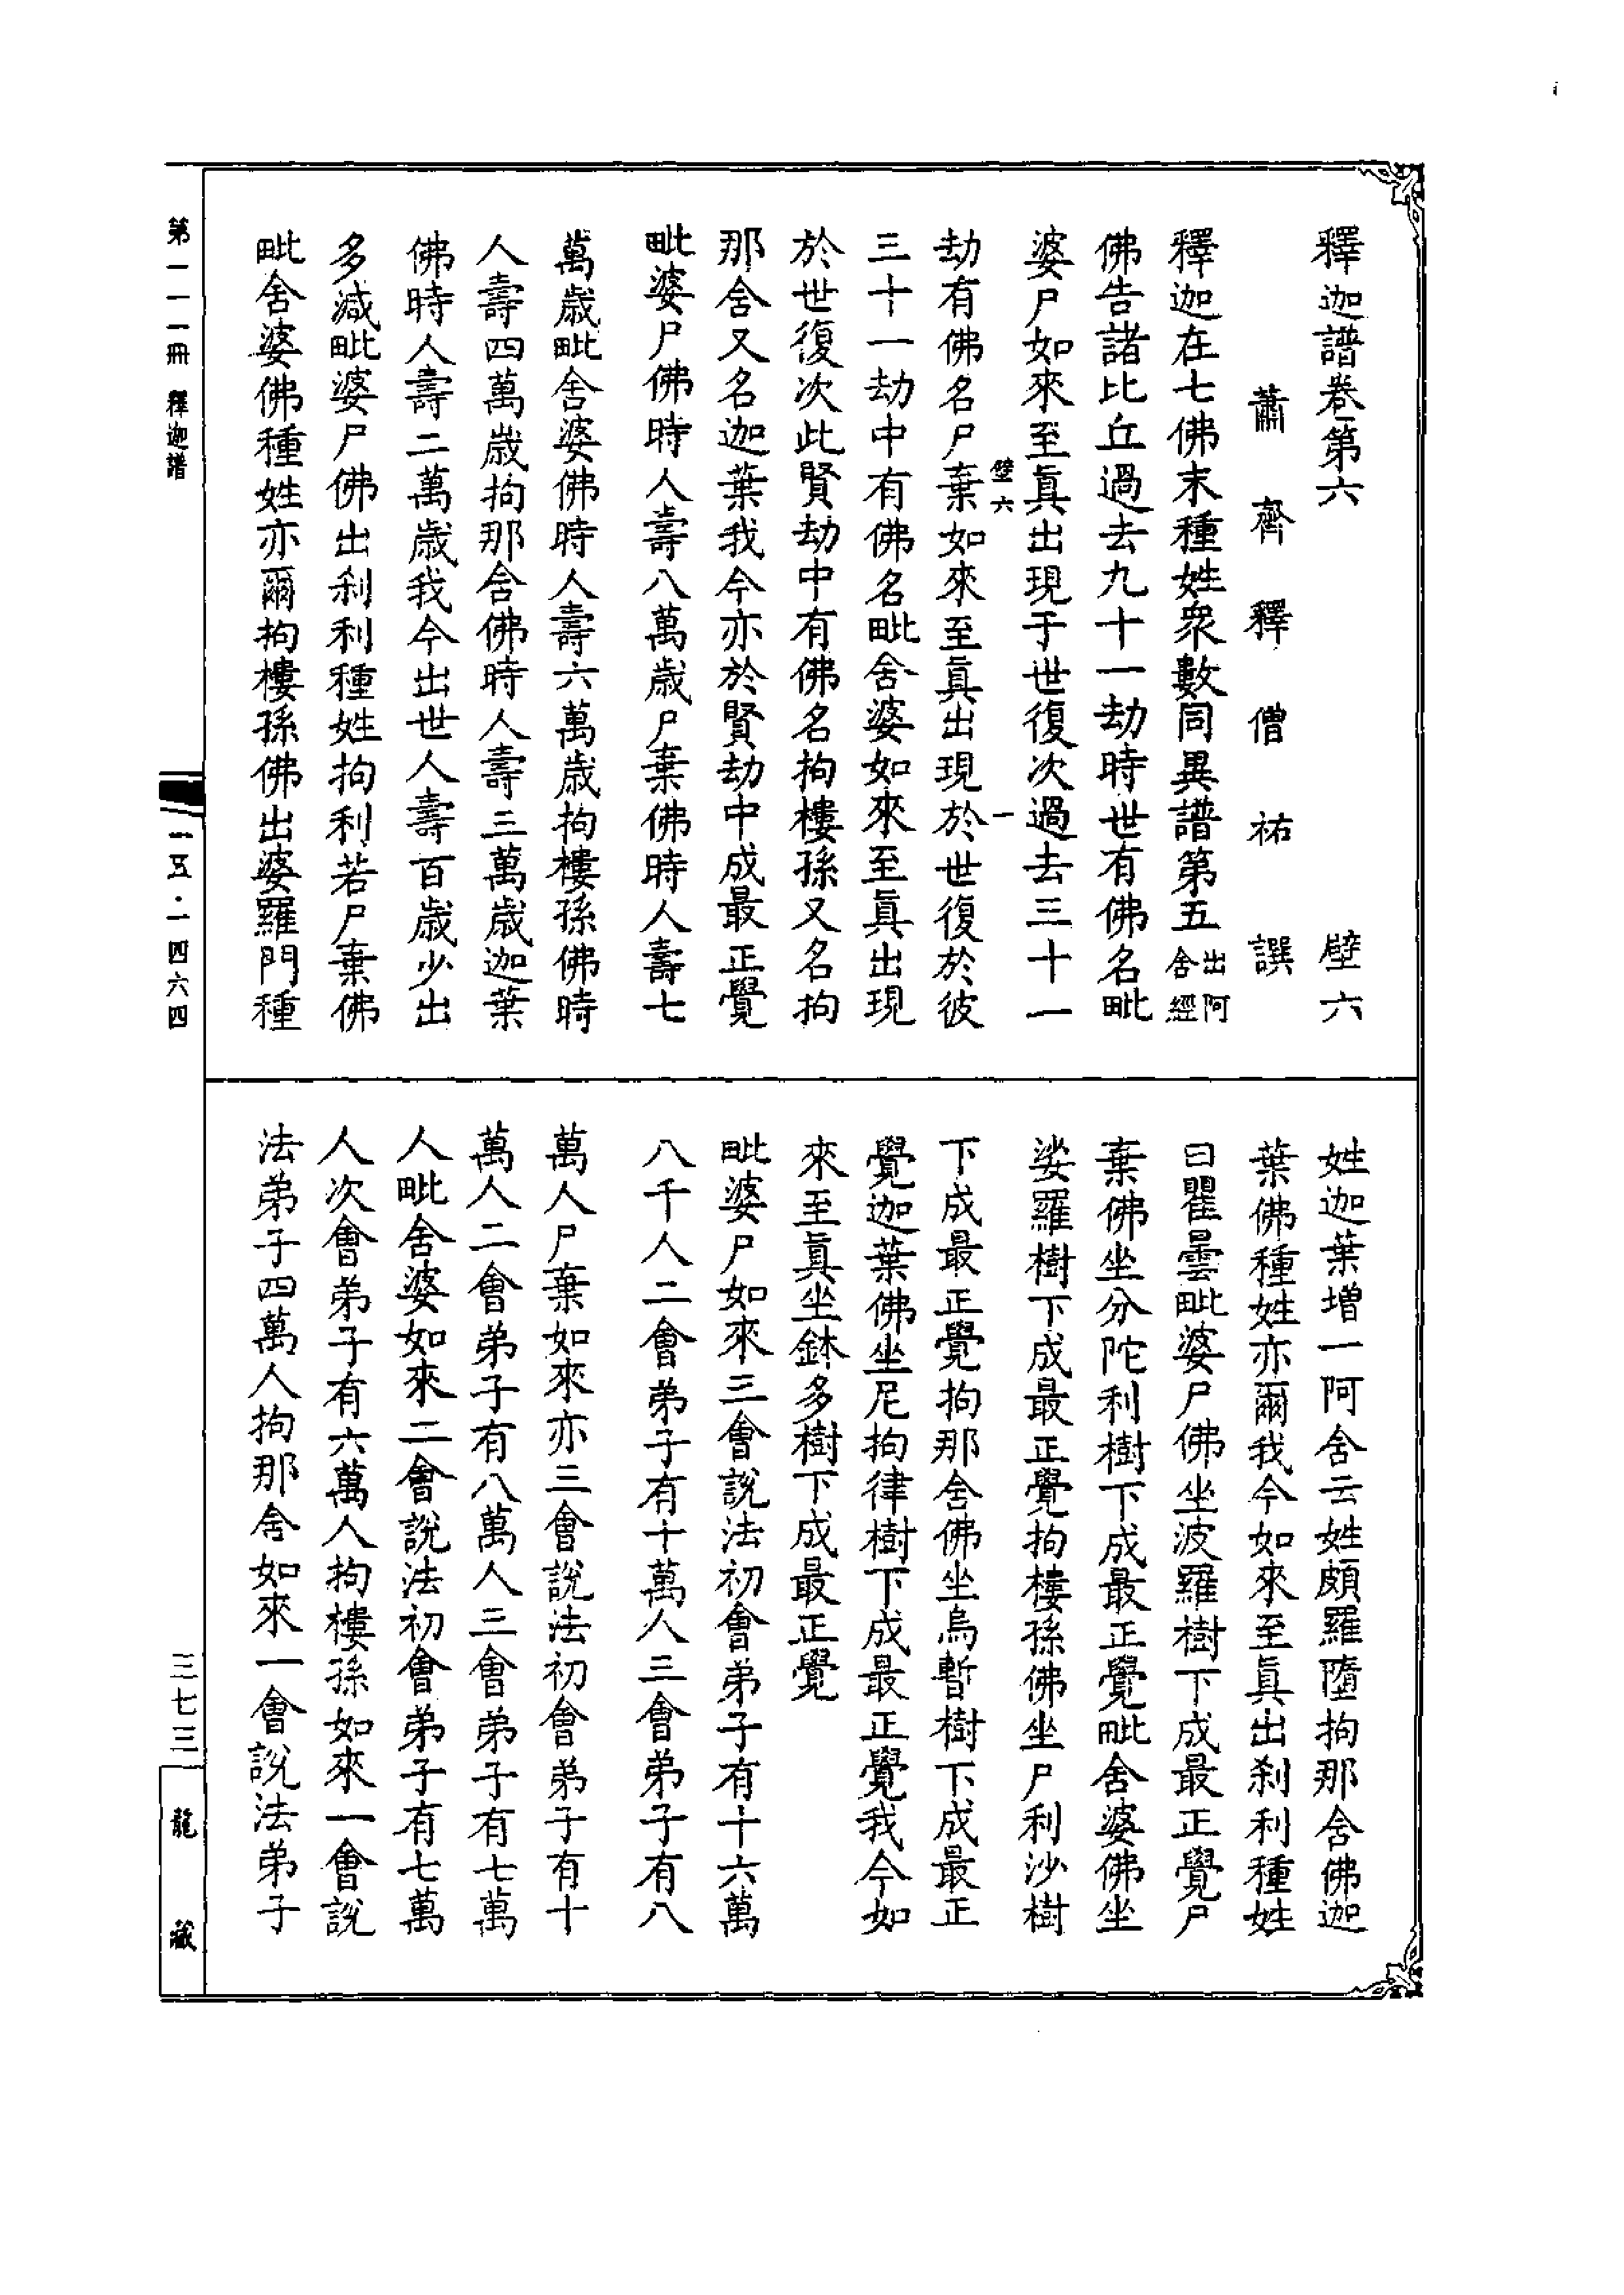 釋迦譜卷第六　壁六
蕭齊釋僧祐譔
釋迦在七佛末種姓衆數同異譜第五出阿舍經
佛告諸比丘過去九十一劫時世有佛名毗
婆尸如來至真出現于世復次過去三十一
壁六　一
劫有佛名尸棄如來至真出現於世復於彼
三十一劫中有佛名毗舍婆如來至真出現
於世復次此賢劫中有佛名拘樓孫又名拘
那舍又名迦葉我今亦於賢劫中成最正覺
毗婆尸佛時人壽八萬歲尸棄佛時人壽七
萬歲毗舍婆佛時人壽六萬歲拘樓孫佛時
人壽四萬歲拘那含佛時人壽三萬歲迦葉
佛時人壽二萬歲我今出世人壽百歲少出
多減毗婆尸佛出刹利種姓拘利若尸棄佛
毗舍婆佛種姓亦爾拘樓孫佛出婆羅門種
姓迦葉增一阿舍云姓頗羅墮拘那舍佛迦
葉佛種姓亦爾我今如來至真出刹利種姓
曰瞿曇毗婆尸佛坐波羅樹下成最正覺尸
棄佛坐分陀利樹下成最正覺毗舍婆佛坐
娑羅樹下成最正覺拘樓孫佛坐尸利沙樹
下成最正覺拘那舍佛坐烏暫樹下成最正
覺迦葉佛坐尼拘律樹下成最正覺我今如
來至真坐鉢多樹下成最正覺
毗婆尸如來三會說法初會弟子有十六萬
八千人二會弟子有十萬人三會弟子有八
萬人尸棄如來亦三會說法初會弟子有十
萬人二會弟子有八萬人三會弟子有七萬
人毗舍婆如來二會說法初會弟子有七萬
人次會弟子有六萬人拘樓孫如來一會說
法弟子四萬人拘那舍如來一會說法弟子
第一一一冊　釋迦譜
一五·一四六四
三七三
龍藏